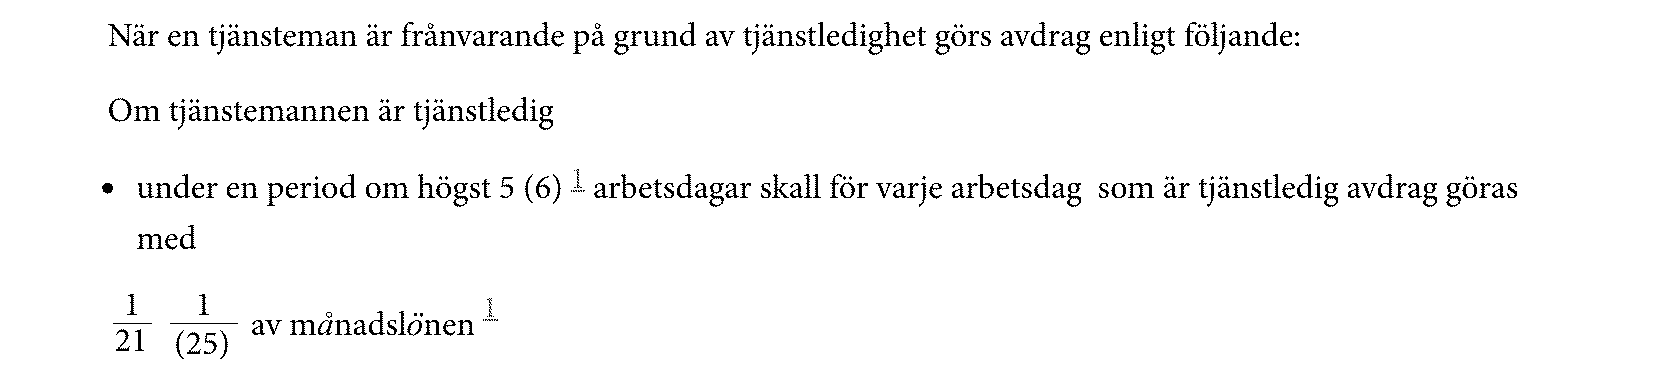 När en tjänsteman är frånvarande på grund av tjänstledighet görs avdrag enligt följande:
Om tjänstemannen är tjänstledig
• under en period om högst 5 (6) 1 arbetsdagar skall för varje arbetsdag som är tjänstledig avdrag göras
med
1/21 1/(25) av månadslönen 1